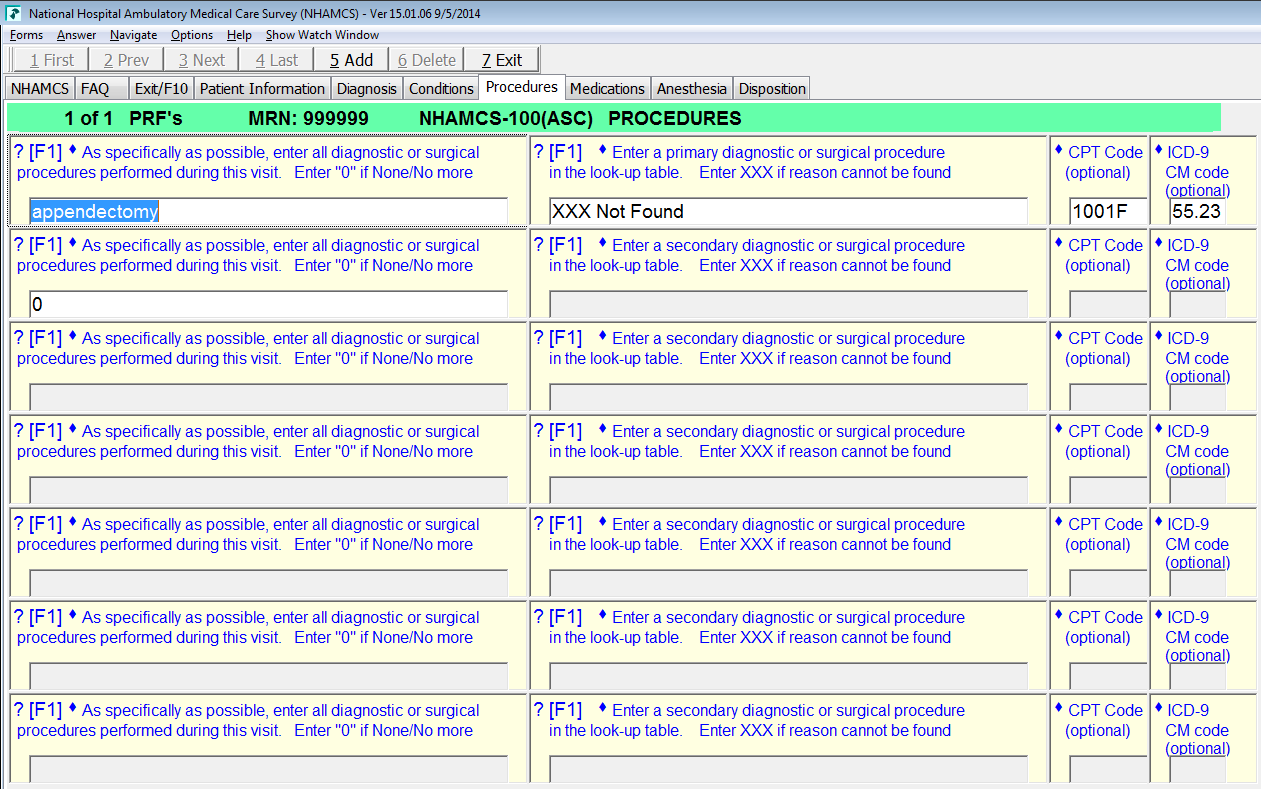 National Hospital Ambulatory Medical Care Survey (NHAMCS) - Ver 15.01.06 9/5/2014
Forms Answer Navigate Options Help Show Watch Window
1 First 2 Prev 3 Next 4 Last 5 Add 6 Delete 7 Exit
NHAMCS FAQ Exit/F10 Patient Information Diagnosis Conditions Procedures Medications Anesthesia Disposition
1 of 1 PRF's MRN: 999999 NHAMCS-100(ASC) PROCEDURES
? [F1] ♦ As specifically as possible, enter all diagnostic or surgical
procedures performed during this visit. Enter "0" if None/No more
appendectomy
? [F1] ♦ Enter a primary diagnostic or surgical procedure
in the look-up table. Enter XXX if reason cannot be found
XXX Not Found
♦ CPT Code
(optional)
1001F
♦ ICD-9
CM code
(optional)
55.23
? [F1] ♦ As specifically as possible, enter all diagnostic or surgical
procedures performed during this visit. Enter "0" if None/No more
0
? [F1] ♦ Enter a secondary diagnostic or surgical procedure
in the look-up table. Enter XXX if reason cannot be found
♦ CPT Code
(optional)
♦ ICD-9
CM code
(optional)
? [F1] ♦ As specifically as possible, enter all diagnostic or surgical
procedures performed during this visit. Enter "0" if None/No more
? [F1] ♦ Enter a secondary diagnostic or surgical procedure
in the look-up table. Enter XXX if reason cannot be found
♦ CPT Code
(optional)
♦ ICD-9
CM code
(optional)
? [F1] ♦ As specifically as possible, enter all diagnostic or surgical
procedures performed during this visit. Enter "0" if None/No more
? [F1] ♦ Enter a secondary diagnostic or surgical procedure
in the look-up table. Enter XXX if reason cannot be found
♦ CPT Code
(optional)
♦ ICD-9
CM code
(optional)
? [F1] ♦ As specifically as possible, enter all diagnostic or surgical
procedures performed during this visit. Enter "0" if None/No more
? [F1] ♦ Enter a secondary diagnostic or surgical procedure
in the look-up table. Enter XXX if reason cannot be found
♦ CPT Code
(optional)
♦ ICD-9
CM code
(optional)
? [F1] ♦ As specifically as possible, enter all diagnostic or surgical
procedures performed during this visit. Enter "0" if None/No more
? [F1] ♦ Enter a secondary diagnostic or surgical procedure
in the look-up table. Enter XXX if reason cannot be found
♦ CPT Code
(optional)
♦ ICD-9
CM code
(optional)
? [F1] ♦ As specifically as possible, enter all diagnostic or surgical
procedures performed during this visit. Enter "0" if None/No more
? [F1] ♦ Enter a secondary diagnostic or surgical procedure
in the look-up table. Enter XXX if reason cannot be found
♦ CPT Code
(optional)
♦ ICD-9
CM code
(optional)